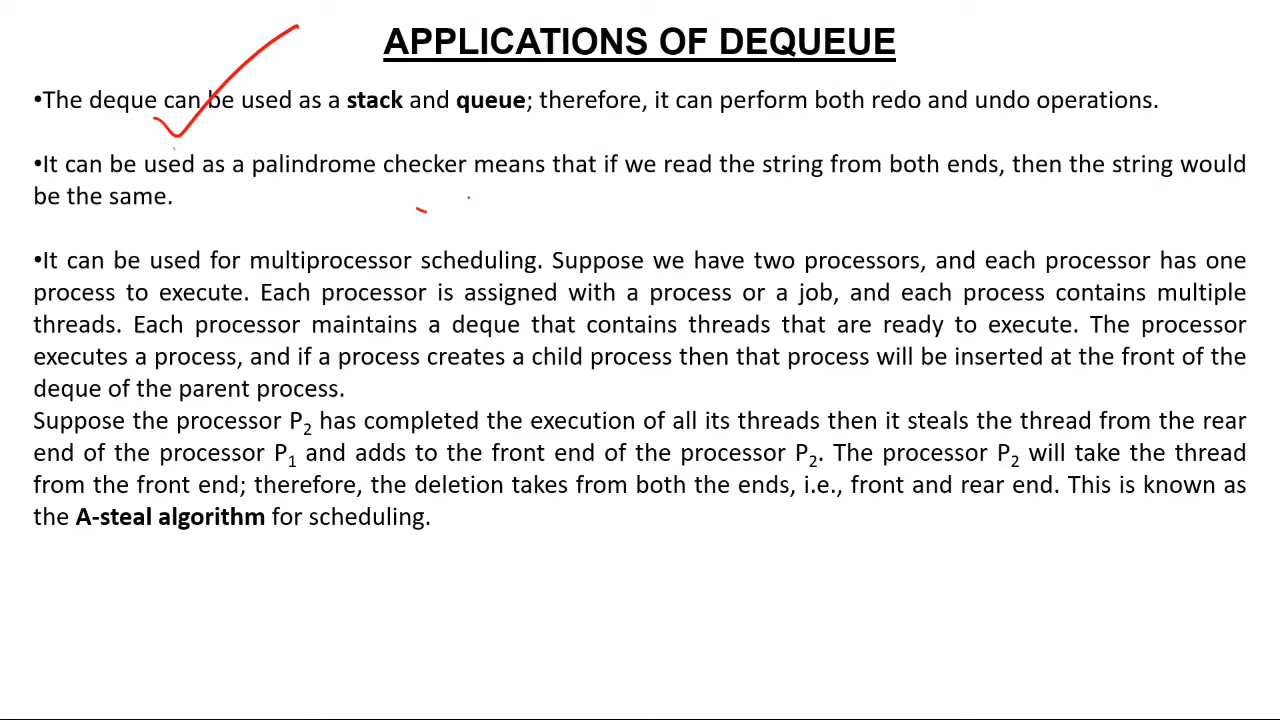 APPLICATIONS OF DEQUEUE
•The deque can be used as a stack and queue; therefore, it can perform both redo and undo operations.
•It can be used as a palindrome checker means that if we read the string from both ends, then the string would
be the same.
•It can be used for multiprocessor scheduling. Suppose we have two processors, and each processor has one
process to execute. Each processor is assigned with a process or a job, and each process contains multiple
threads. Each processor maintains a deque that contains threads that are ready to execute. The processor
executes a process, and if a process creates a child process then that process will be inserted at the front of the
deque of the parent process.
Suppose the processor P2 has completed the execution of all its threads then it steals the thread from the rear
end of the processor P1 and adds to the front end of the processor P2. The processor P2 will take the thread
from the front end; therefore, the deletion takes from both the ends, i.e., front and rear end. This is known as
the A-steal algorithm for scheduling.